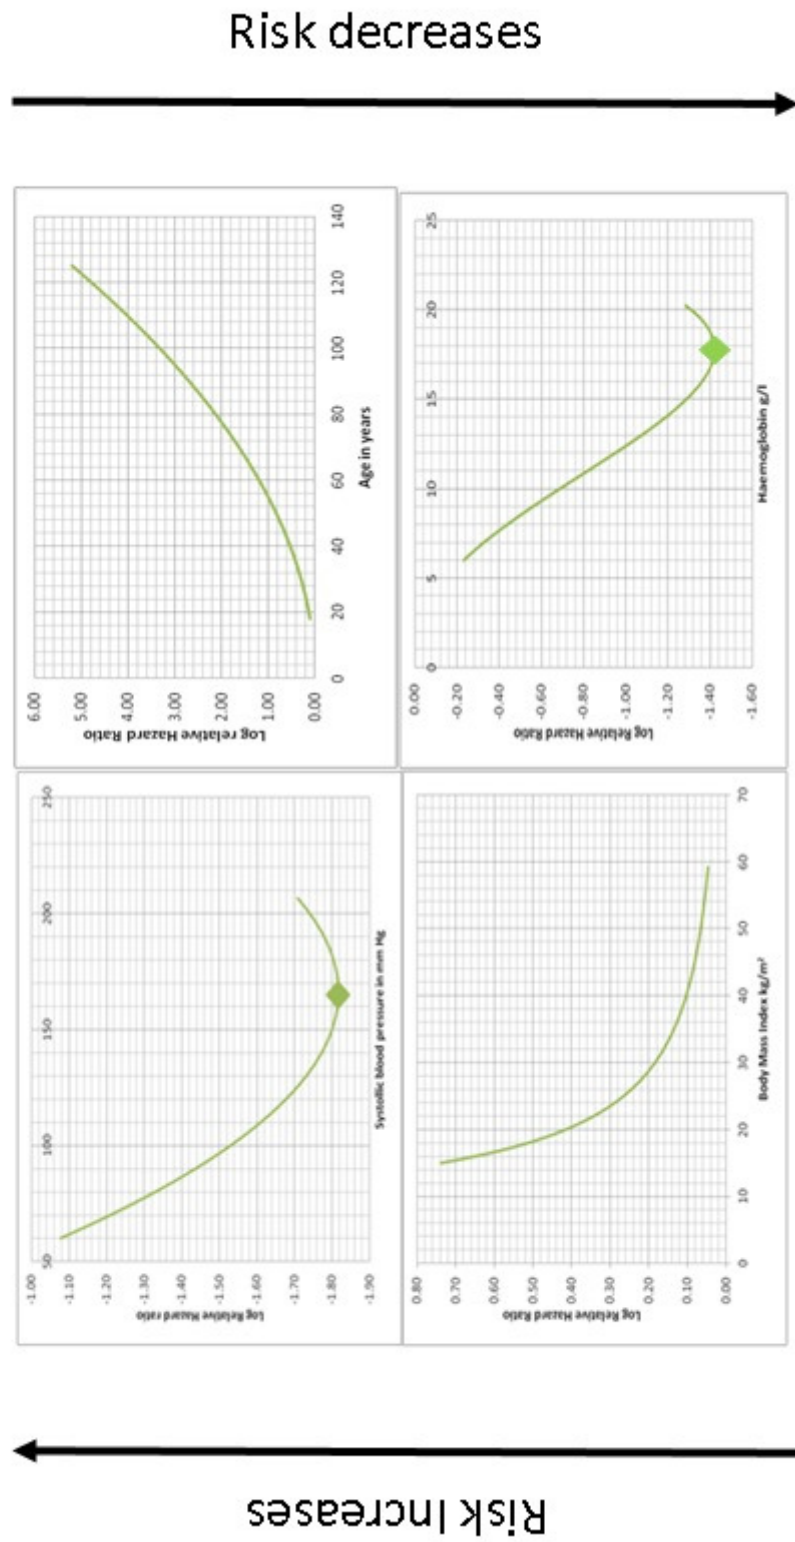 Risk decreases
6.00
5.00
4.00
3.00
2.00
1.00
0.00
Log relative Hazard Ratio
0 20 40 60 80 100 120 140
Age in years
0 5 10 15 20 25
0.00
-0.20
-0.40
-0.60
-0.80
-1.00
-1.20
-1.40
-1.60
Log Relative Hazard Ratio
Haemoglobin g/l
50 100 150 200 250
-1.00
-1.10
-1.20
-1.30
-1.40
-1.50
-1.60
-1.70
-1.80
-1.90
Log Relative Hazard ratio
Systollic blood pressure in mm Hg
0.80
0.70
0.60
0.50
0.40
0.30
0.20
0.10
0.00
Log Relative Hazard Ratio
0 10 20 30 40 50 60 70
Body Mass Index kg/m²
Risk Increases